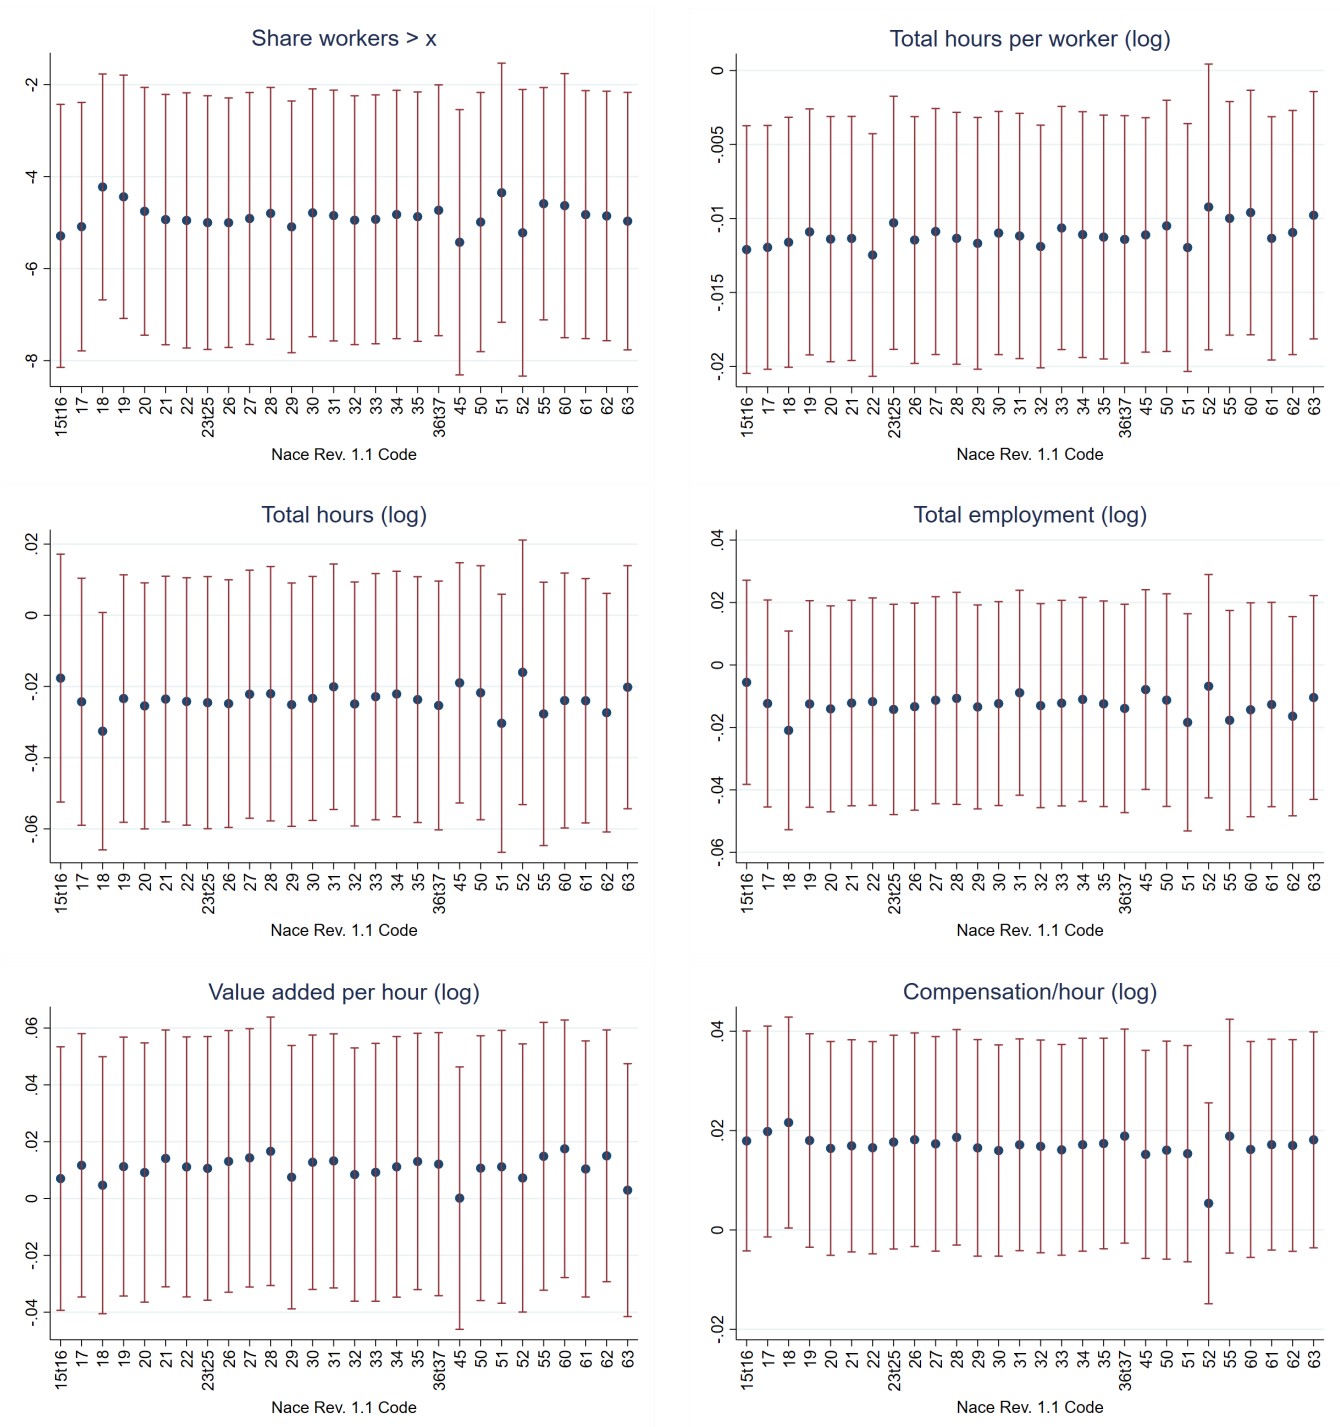 Share workers > x
-2
-4
-6
-8
15t16 17 18 19 20 21 22 23t25 26 27 28 29 30 31 32 33 34 35 36t37 45 50 51 52 55 60 61 62 63
Nace Rev. 1.1 Code
Total hours per worker (log)
0
-.005
-.01
-.015
-.02
15t16 17 18 19 20 21 22 23t25 26 27 28 29 30 31 32 33 34 35 36t37 45 50 51 52 55 60 61 62 63
Nace Rev. 1.1 Code
Total hours (log)
.02
0
-.02
-.04
-.06
15t16 17 18 19 20 21 22 23t25 26 27 28 29 30 31 32 33 34 35 36t37 45 50 51 52 55 60 61 62 63
Nace Rev. 1.1 Code
Total employment (log)
.04
.02
0
-.02
-.04
-.06
15t16 17 18 19 20 21 22 23t25 26 27 28 29 30 31 32 33 34 35 36t37 45 50 51 52 55 60 61 62 63
Nace Rev. 1.1 Code
Value added per hour (log)
.06
.04
.02
0
-.02
-.04
15t16 17 18 19 20 21 22 23t25 26 27 28 29 30 31 32 33 34 35 36t37 45 50 51 52 55 60 61 62 63
Nace Rev. 1.1 Code
Compensation/hour (log)
.04
.02
0
-.02
15t16 17 18 19 20 21 22 23t25 26 27 28 29 30 31 32 33 34 35 36t37 45 50 51 52 55 60 61 62 63
Nace Rev. 1.1 Code